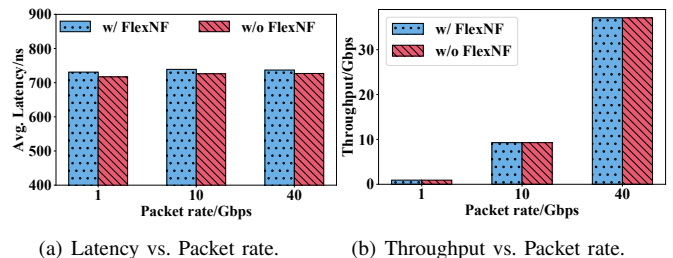 900
800
700
600
500
400
Avg. Latency/ns
w/ FlexNF
w/o FlexNF
1 10 40
Packet rate/Gbps
(a) Latency vs. Packet rate.
30
20
10
0
Throughput/Gbps
w/ FlexNF
w/o FlexNF
1 10 40
Packet rate/Gbps
(b) Throughput vs. Packet rate.